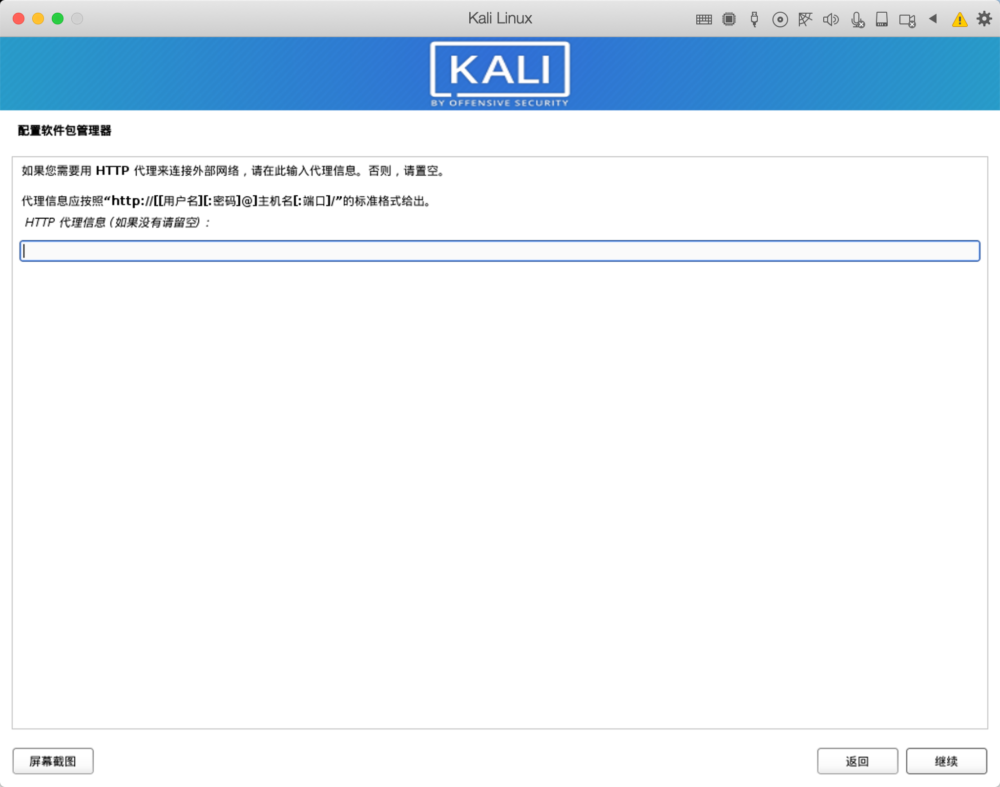 Kali Linux
KALI
BY OFFENSIVE SECURITY
配置软件包管理器
如果您需要用 HTTP 代理来连接外部网络，请在此输入代理信息。否则，请置空。
代理信息应按照“http://[[用户名][:密码]@]主机名[:端口]/”的标准格式给出。
HTTP 代理信息（如果没有请留空）：
屏幕截图
返回
继续